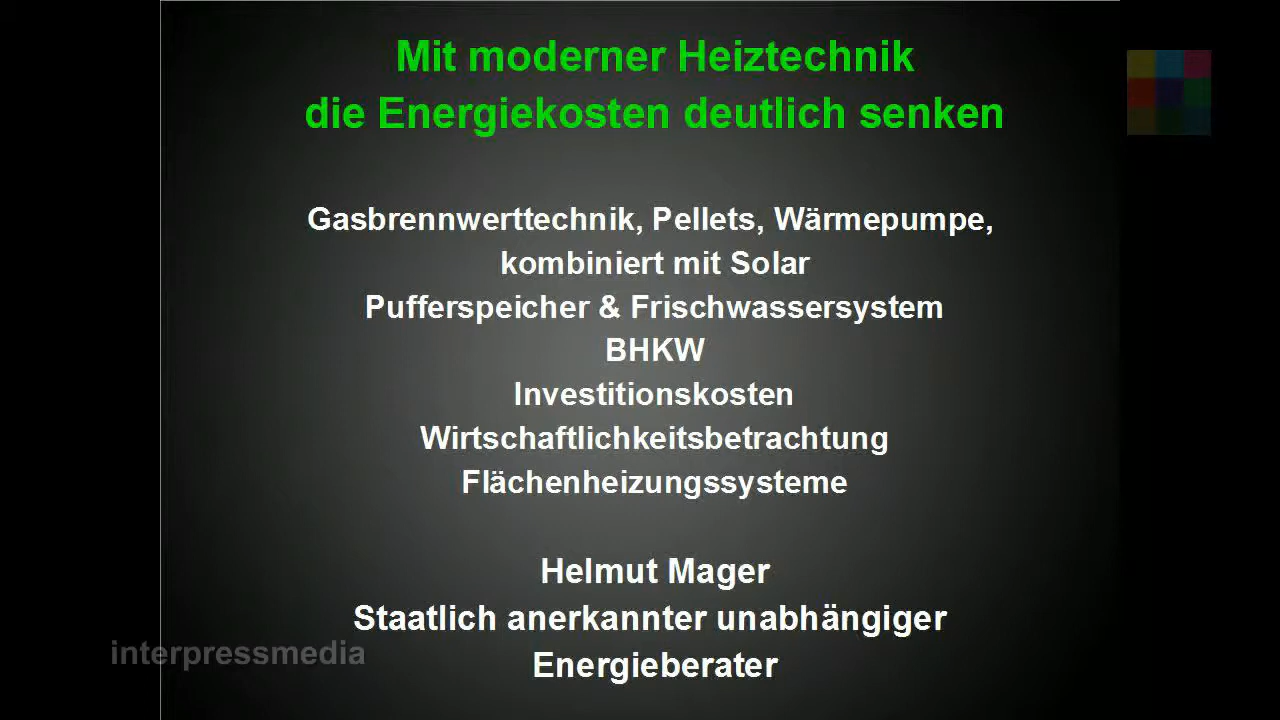 Mit moderner Heiztechnik
die Energiekosten deutlich senken
Gasbrennwerttechnik, Pellets, Wärmepumpe,
kombiniert mit Solar
Pufferspeicher & Frischwassersystem
BHKW
Investitionskosten
Wirtschaftlichkeitsbetrachtung
Flächenheizungssysteme
Helmut Mager
Staatlich anerkannter unabhängiger
Energieberater
interpressmedia